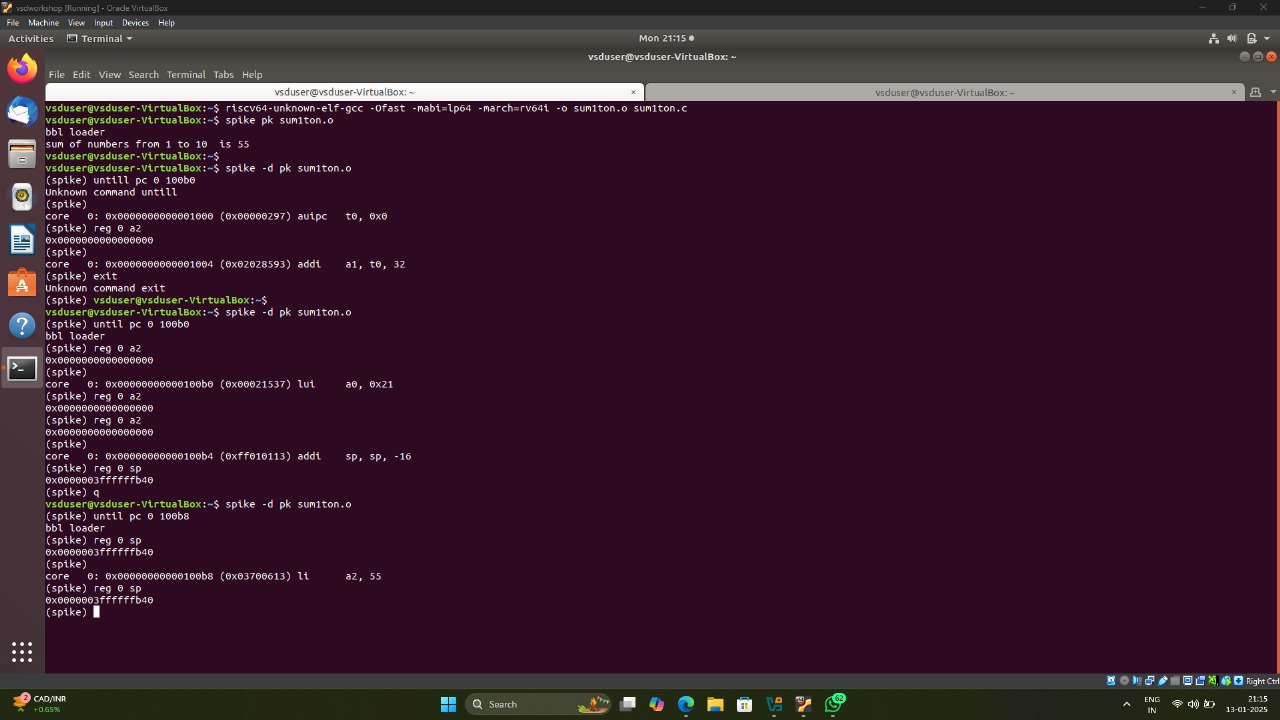 vsdworkshop [Running] - Oracle VirtualBox
File Machine View Input Devices Help
Activities Terminal Mon 21:15
vsduser@vsduser-VirtualBox: ~
File Edit View Search Terminal Tabs Help
vsduser@vsduser-VirtualBox: ~ × vsduser@vsduser-VirtualBox: ~ ×
vsduser@vsduser-VirtualBox:~$ riscv64-unknown-elf-gcc -Ofast -mabi=lp64 -march=rv64i -o sum1ton.o sum1ton.c
vsduser@vsduser-VirtualBox:~$ spike pk sum1ton.o
bbl loader
sum of numbers from 1 to 10  is 55
vsduser@vsduser-VirtualBox:~$
vsduser@vsduser-VirtualBox:~$ spike -d pk sum1ton.o
(spike) untill pc 0 100b0
Unknown command untill
(spike)
core   0: 0x0000000000001000 (0x00000297) auipc   t0, 0x0
(spike) reg 0 a2
0x0000000000000000
(spike)
core   0: 0x0000000000001004 (0x02028593) addi    a1, t0, 32
(spike) exit
Unknown command exit
(spike) vsduser@vsduser-VirtualBox:~$
vsduser@vsduser-VirtualBox:~$ spike -d pk sum1ton.o
(spike) until pc 0 100b0
bbl loader
(spike) reg 0 a2
0x0000000000000000
(spike)
core   0: 0x00000000000100b0 (0x00021537) lui     a0, 0x21
(spike) reg 0 a2
0x0000000000000000
(spike) reg 0 a2
0x0000000000000000
(spike)
core   0: 0x00000000000100b4 (0xff010113) addi    sp, sp, -16
(spike) reg 0 sp
0x0000003ffffffb40
(spike) q
vsduser@vsduser-VirtualBox:~$ spike -d pk sum1ton.o
(spike) until pc 0 100b8
bbl loader
(spike) reg 0 sp
0x0000003ffffffb40
(spike)
core   0: 0x00000000000100b8 (0x03700613) li      a2, 55
(spike) reg 0 sp
0x0000003ffffffb40
(spike)
Right Ctrl
2 CAD/INR
+0.65%
Search
62
ENG
IN
21:15
13-01-2025